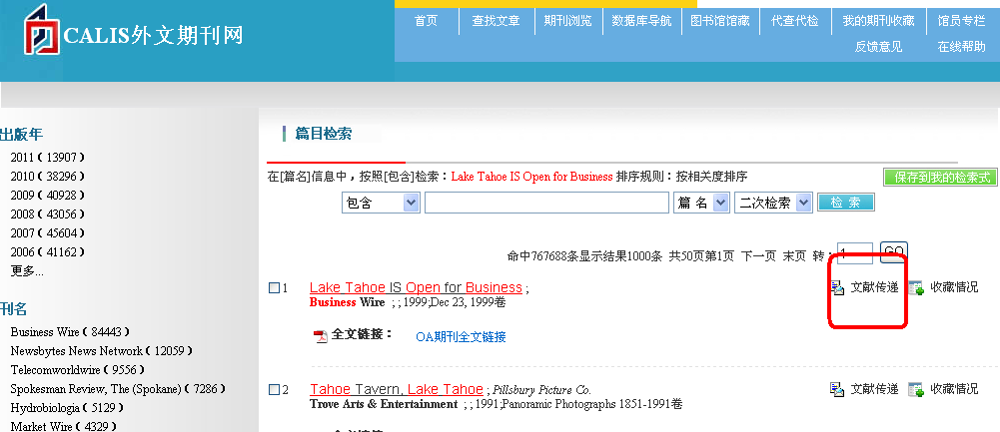 CALIS外文期刊网
首页 查找文章 期刊浏览 数据库导航 图书馆馆藏 代查代检 我的期刊收藏 馆员专栏
反馈意见 在线帮助
出版年
2011 ( 13907 )
2010 ( 38296 )
2009 ( 40928 )
2008 ( 43056 )
2007 ( 45604 )
2006 ( 41162 )
更多...
刊名
Business Wire ( 84443 )
Newsbytes News Network ( 12059 )
Telecomworldwire ( 9556 )
Spokesman Review, The (Spokane) ( 7286 )
Hydrobiologia ( 5129 )
Market Wire ( 4329 )
篇目检索
在[篇名]信息中，按照[包含]检索：Lake Tahoe IS Open for Business 排序规则：按相关度排序 保存到我的检索式
包含 篇 名 二次检索 检 索
命中767688条显示结果1000条 共50页第1页 下一页 末页 转： 1 GO
1 Lake Tahoe IS Open for Business ; 文献传递 收藏情况
Business Wire ; ; 1999;Dec 23, 1999卷
全文链接： OA期刊全文链接
2 Tahoe Tavern, Lake Tahoe ; Pillsbury Picture Co. 文献传递 收藏情况
Trove Arts & Entertainment ; ; 1991;Panoramic Photographs 1851-1991卷